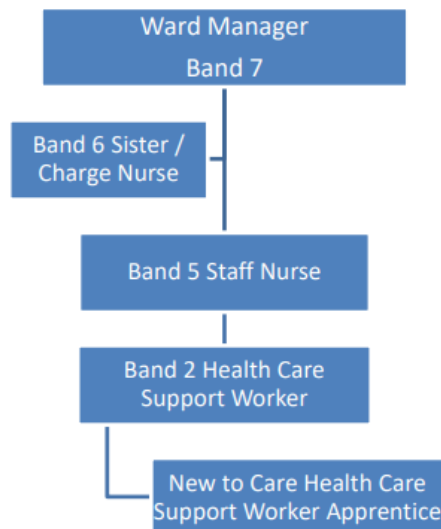 Ward Manager
Band 7
Band 6 Sister /
Charge Nurse
Band 5 Staff Nurse
Band 2 Health Care
Support Worker
New to Care Health Care
Support Worker Apprentice